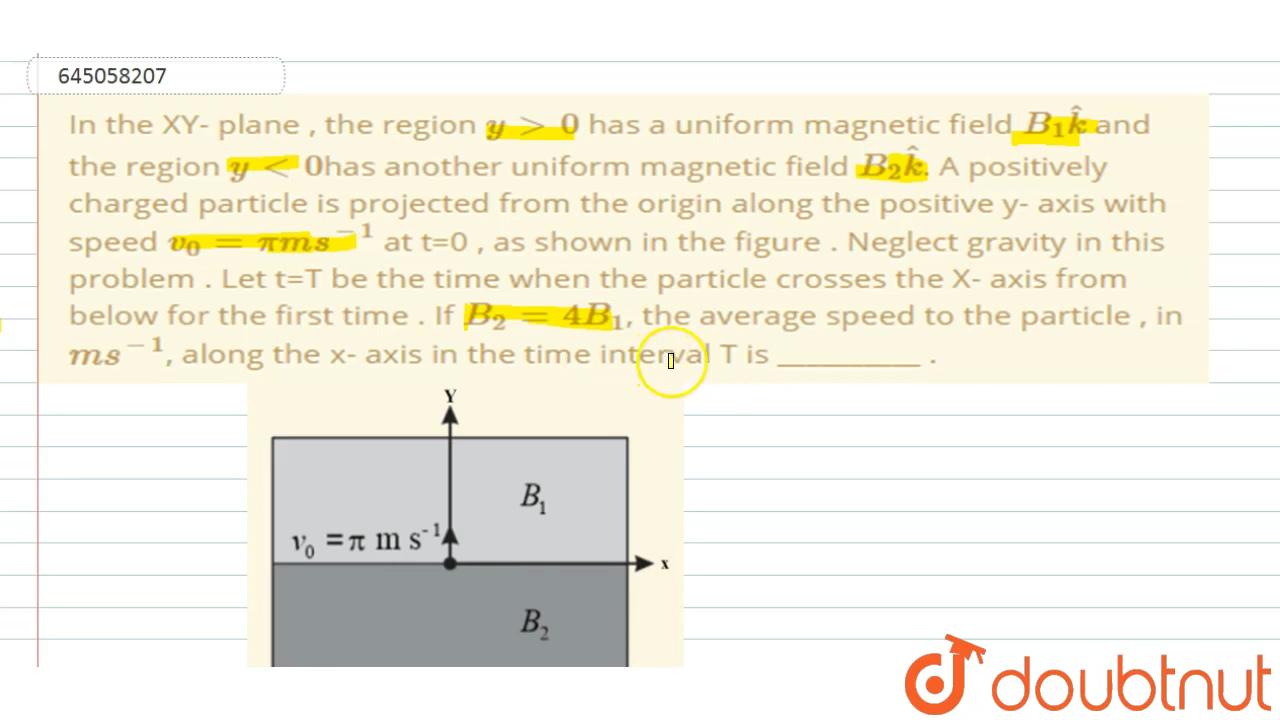 645058207
In the XY- plane , the region y > 0 has a uniform magnetic field B₁k̂ and
the region y < 0has another uniform magnetic field B₂k̂. A positively
charged particle is projected from the origin along the positive y- axis with
speed v₀ = πms⁻¹ at t=0 , as shown in the figure . Neglect gravity in this
problem . Let t=T be the time when the particle crosses the X- axis from
below for the first time . If B₂ = 4B₁, the average speed to the particle , in
ms⁻¹, along the x- axis in the time interval T is __________ .
Y
B₁
v₀ =π m s⁻¹
x
B₂
doubtnut